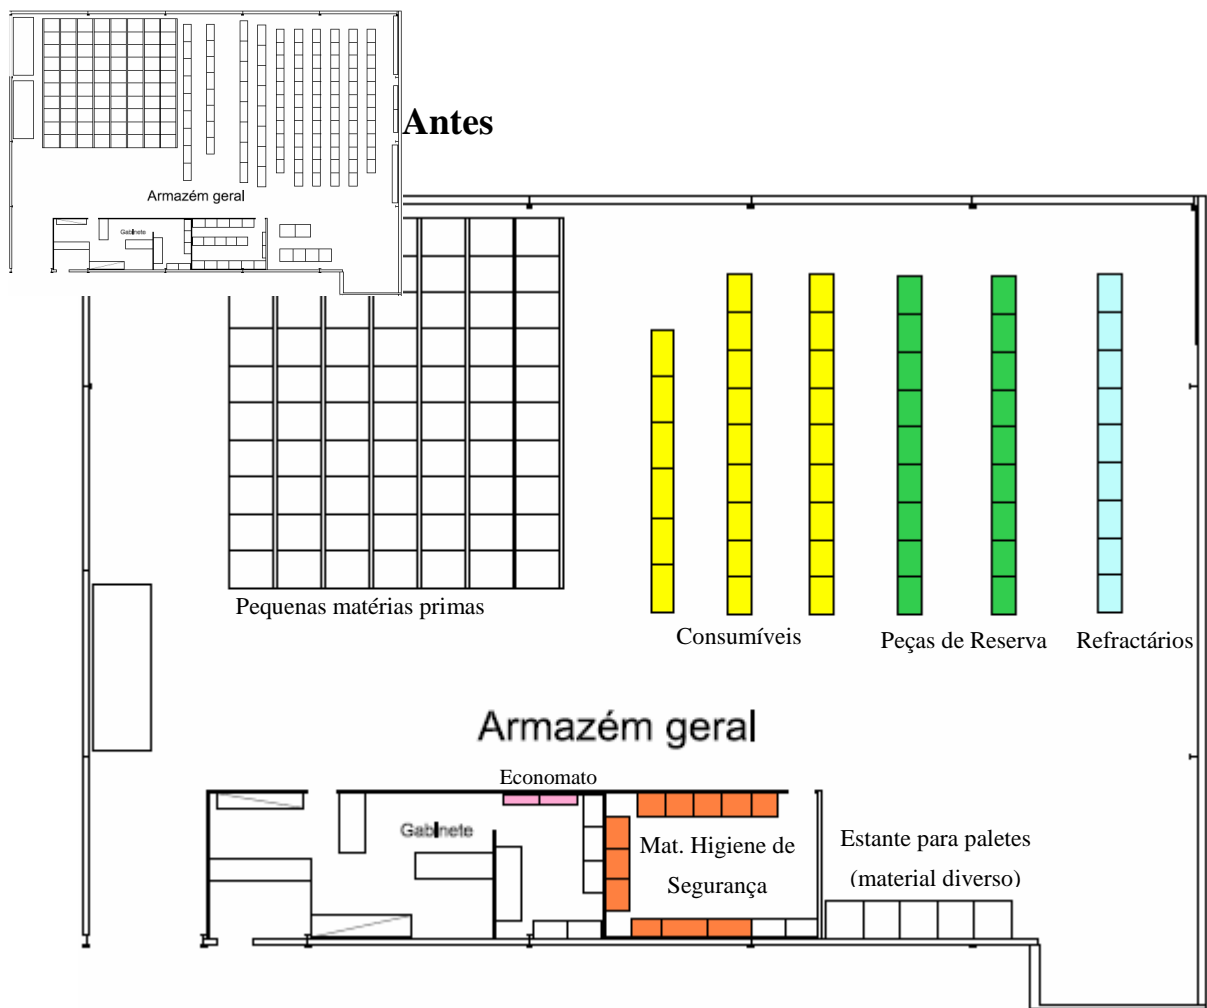 Antes
Armazém geral
Gabinete
Pequenas matérias primas
Consumíveis
Peças de Reserva
Refractários
Armazém geral
Economato
Gabinete
Mat. Higiene de
Segurança
Estante para paletes
(material diverso)